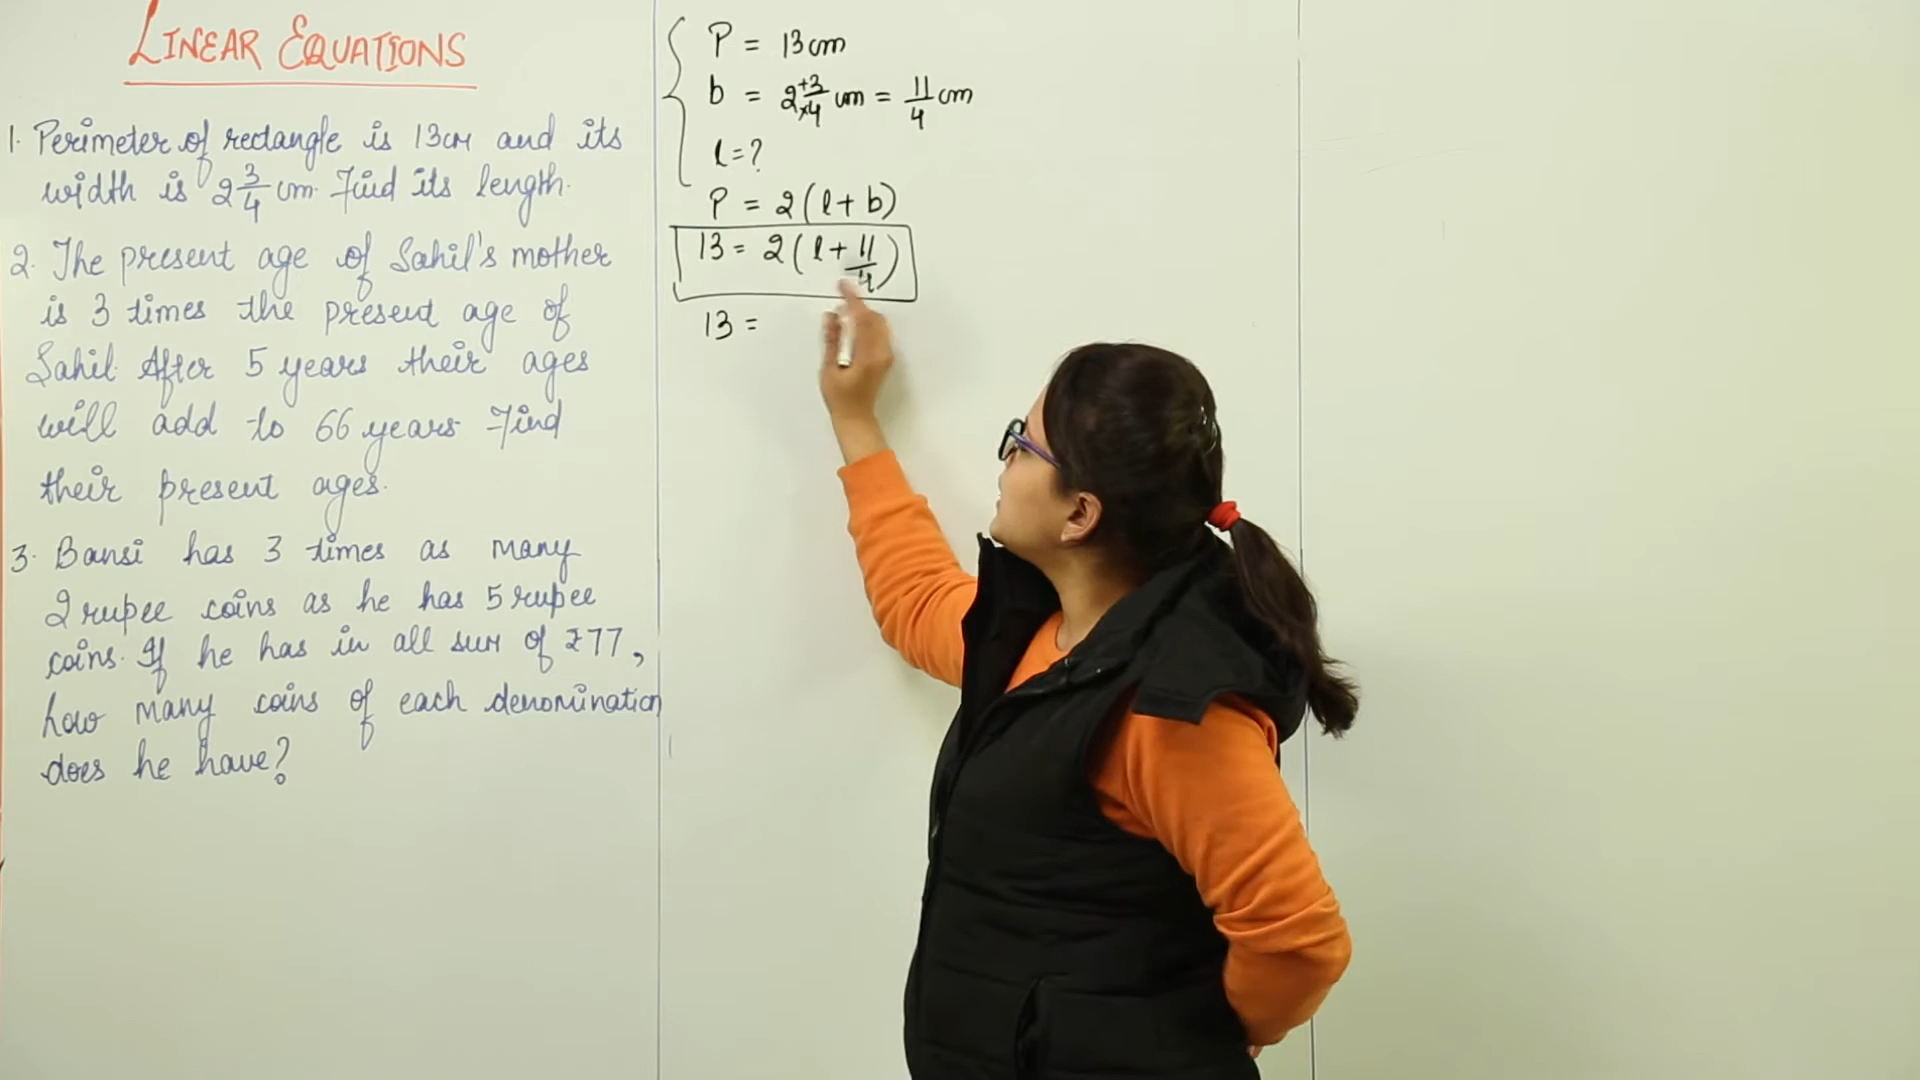 LINEAR EQUATIONS
1. Perimeter of rectangle is 13cm and its
width is 2 3/4 cm. Find its length.
2. The present age of Sahil's mother
is 3 times the present age of
Sahil. After 5 years their ages
will add to 66 years. Find
their present ages.
3. Bansi has 3 times as many
2 rupee coins as he has 5 rupee
coins. If he has in all sum of ₹77,
how many coins of each denomination
does he have?
P = 13cm
b = 2 +3/×4 cm = 11/4 cm
l = ?
P = 2(l + b)
13 = 2(l + 11/4)
13 =